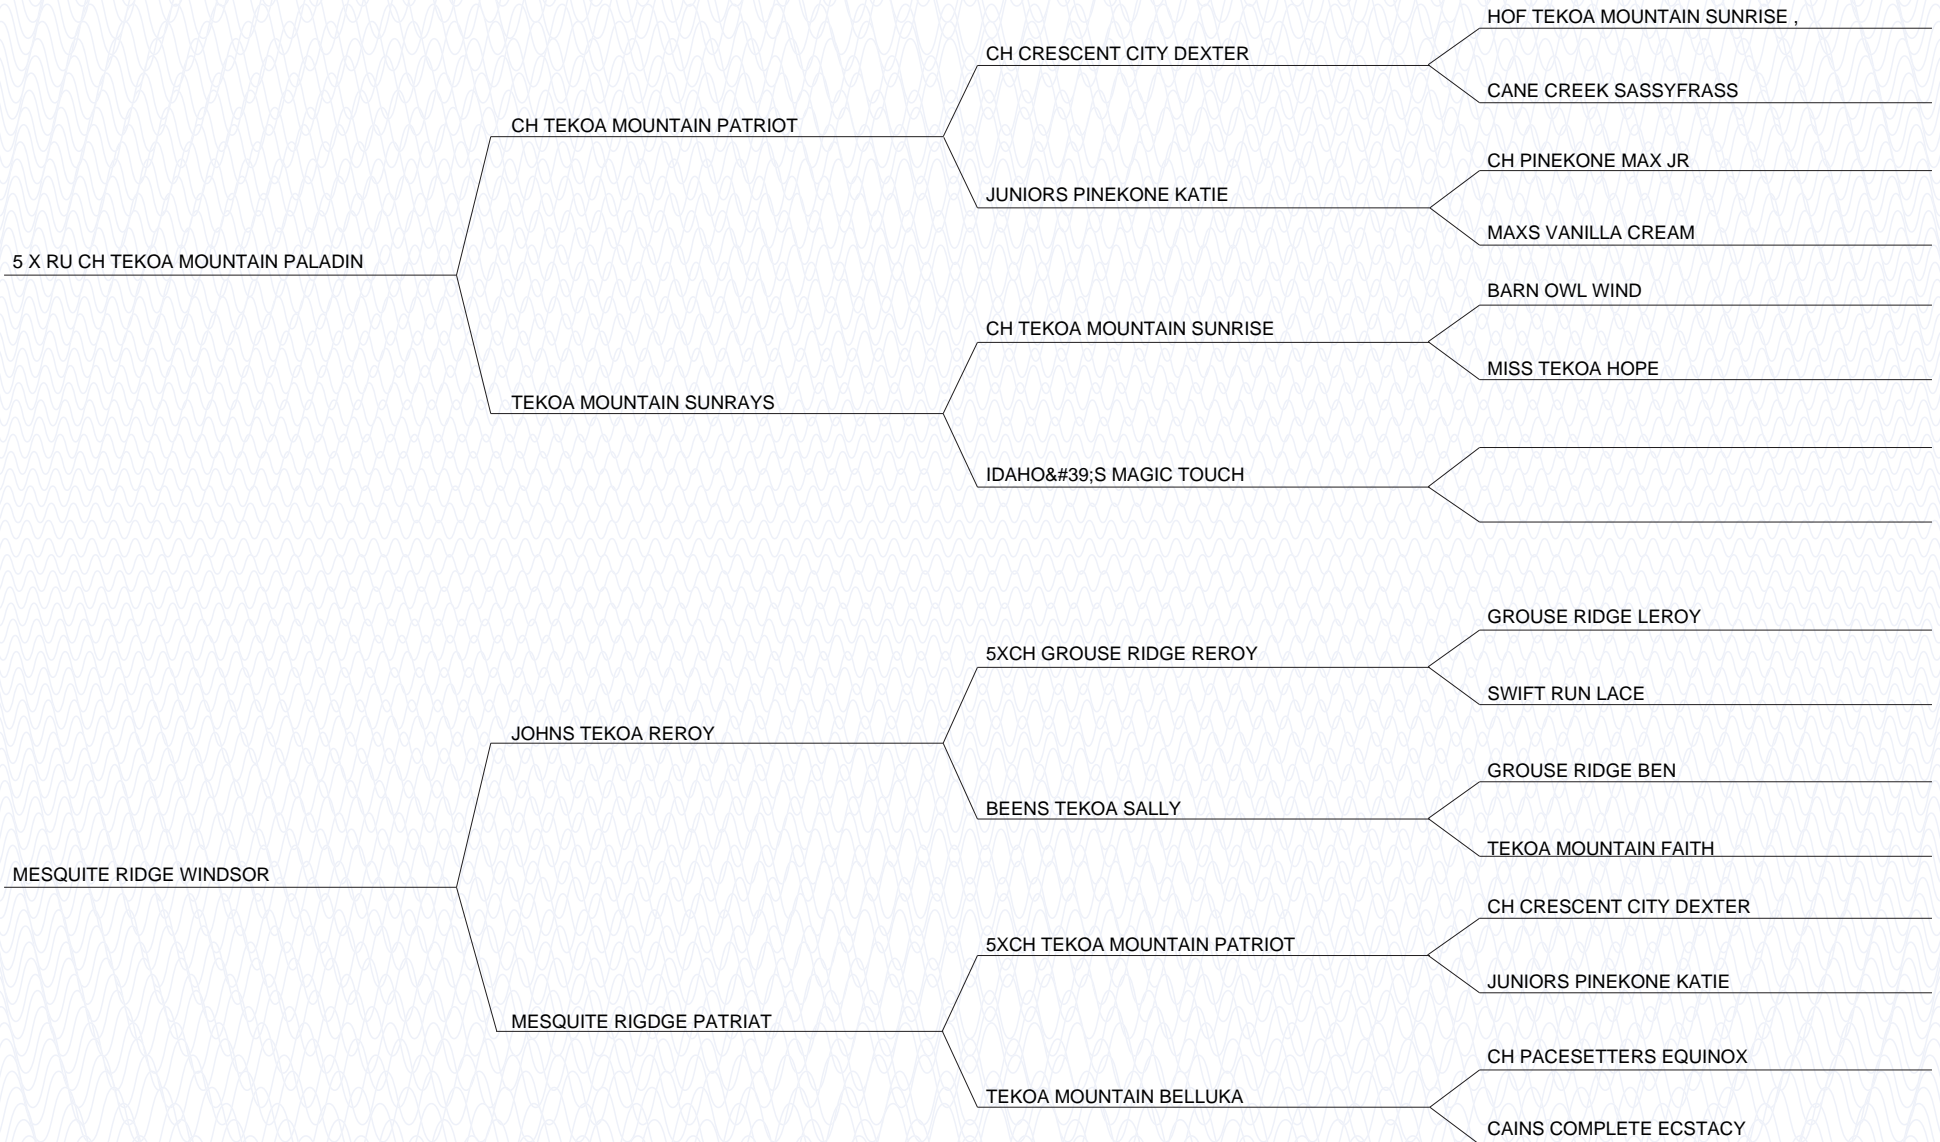 HOF TEKOA MOUNTAIN SUNRISE ,
CH CRESCENT CITY DEXTER
CANE CREEK SASSYFRASS
CH TEKOA MOUNTAIN PATRIOT
CH PINEKONE MAX JR
JUNIORS PINEKONE KATIE
MAXS VANILLA CREAM
5 X RU CH TEKOA MOUNTAIN PALADIN
BARN OWL WIND
CH TEKOA MOUNTAIN SUNRISE
MISS TEKOA HOPE
TEKOA MOUNTAIN SUNRAYS
IDAHO&#39;S MAGIC TOUCH
GROUSE RIDGE LEROY
5XCH GROUSE RIDGE REROY
SWIFT RUN LACE
JOHNS TEKOA REROY
GROUSE RIDGE BEN
BEENS TEKOA SALLY
TEKOA MOUNTAIN FAITH
MESQUITE RIDGE WINDSOR
CH CRESCENT CITY DEXTER
5XCH TEKOA MOUNTAIN PATRIOT
JUNIORS PINEKONE KATIE
MESQUITE RIGDGE PATRIAT
CH PACESETTERS EQUINOX
TEKOA MOUNTAIN BELLUKA
CAINS COMPLETE ECSTACY